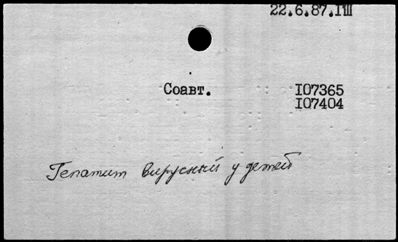 22.6.87.IШ
Соавт. I07365
I07404
Гепатит вирусный у детей